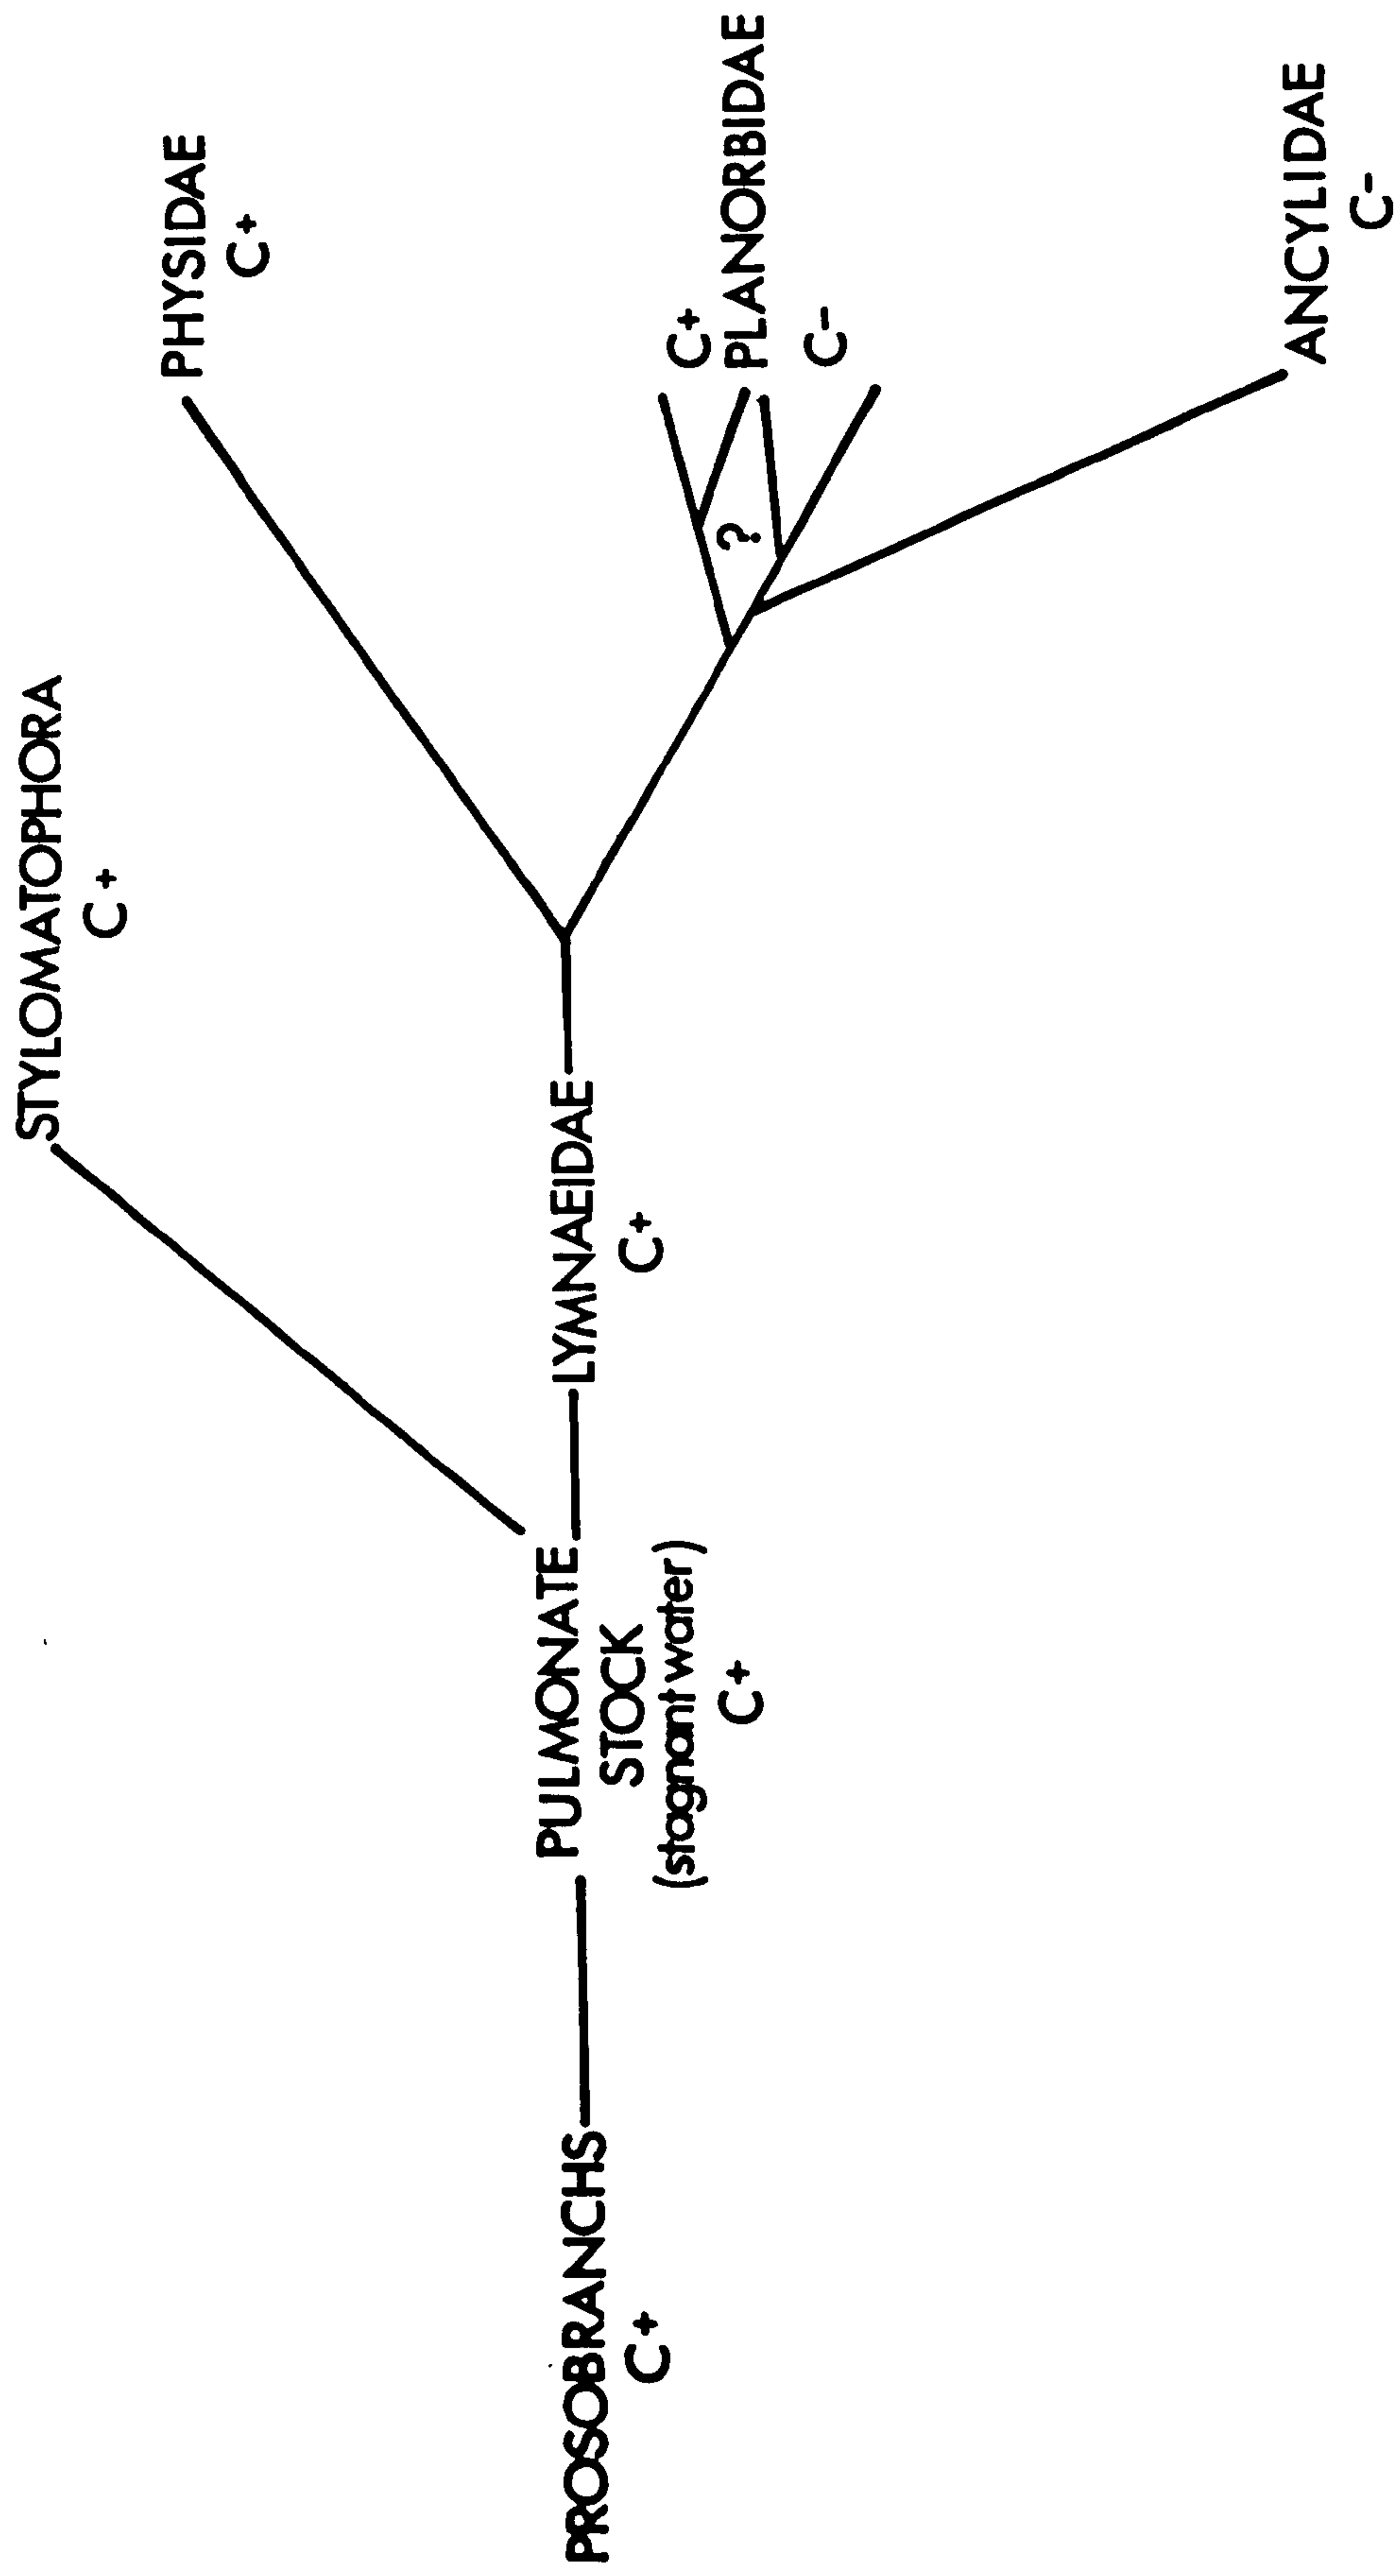 STYLOMATOPHORA
C+
PHYSIDAE
C+
PROSOBRANCHS
C+
PULMONATE
STOCK
(stagnant water)
C+
LYMNAEIDAE
C+
?
C+
PLANORBIDAE
C-
ANCYLIDAE
C-